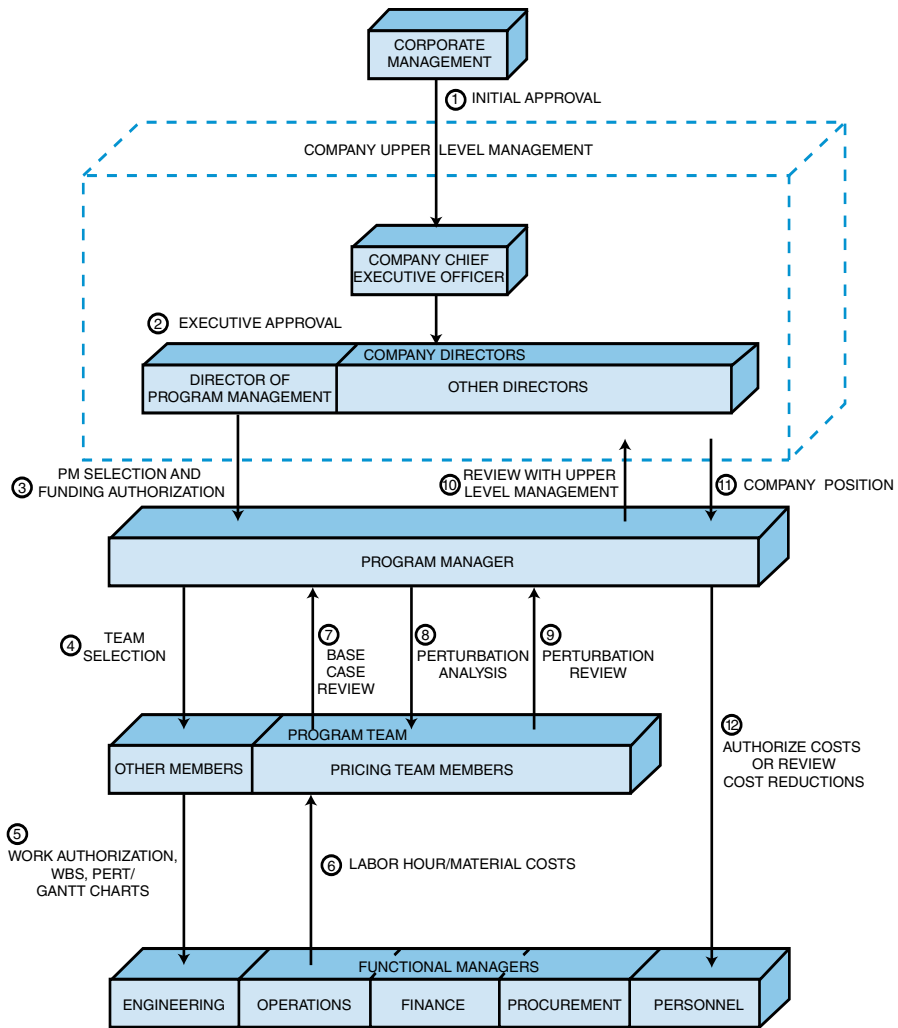 CORPORATE
MANAGEMENT
1 INITIAL APPROVAL
COMPANY UPPER LEVEL MANAGEMENT
COMPANY CHIEF
EXECUTIVE OFFICER
2 EXECUTIVE APPROVAL
COMPANY DIRECTORS
DIRECTOR OF
PROGRAM MANAGEMENT
OTHER DIRECTORS
3 PM SELECTION AND
FUNDING AUTHORIZATION
10 REVIEW WITH UPPER
LEVEL MANAGEMENT
11 COMPANY POSITION
PROGRAM MANAGER
4 TEAM
SELECTION
7
BASE
CASE
REVIEW
8
PERTURBATION
ANALYSIS
9
PERTURBATION
REVIEW
12
AUTHORIZE COSTS
OR REVIEW
COST REDUCTIONS
PROGRAM TEAM
OTHER MEMBERS
PRICING TEAM MEMBERS
5
WORK AUTHORIZATION,
WBS, PERT/
GANTT CHARTS
6 LABOR HOUR/MATERIAL COSTS
FUNCTIONAL MANAGERS
ENGINEERING
OPERATIONS
FINANCE
PROCUREMENT
PERSONNEL